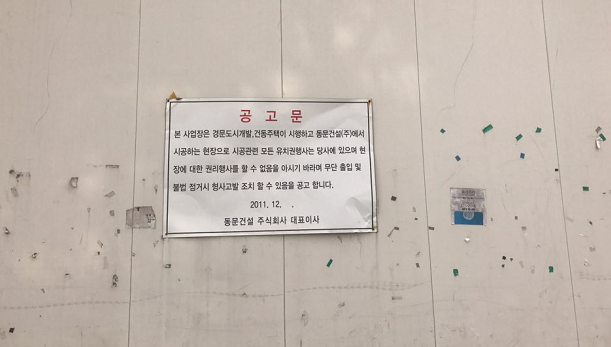 공 고 문
본 사업장은 경문도시개발,건동주택이 시행하고 동문건설(주)에서
시공하는 현장으로 시공관련 모든 유치권행사는 당사에 있으며 현
장에 대한 권리행사를 할 수 없음을 아시기 바라며 무단 출입 및
불법 점거시 형사고발 조치 할 수 있음을 공고 합니다.
2011. 12. .
동문건설 주식회사 대표이사